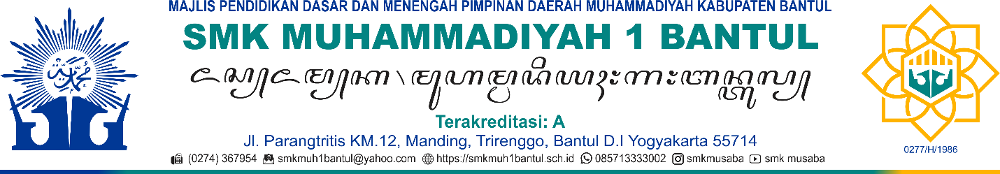 MAJLIS PENDIDIKAN DASAR DAN MENENGAH PIMPINAN DAERAH MUHAMMADIYAH KABUPATEN BANTUL
SMK MUHAMMADIYAH 1 BANTUL
Terakreditasi: A
Jl. Parangtritis KM.12, Manding, Trirenggo, Bantul D.I Yogyakarta 55714
(0274) 367954 smkmuh1bantul@yahoo.com https://smkmuh1bantul.sch.id 085713333002 smkmusaba smk musaba
0277/H/1986